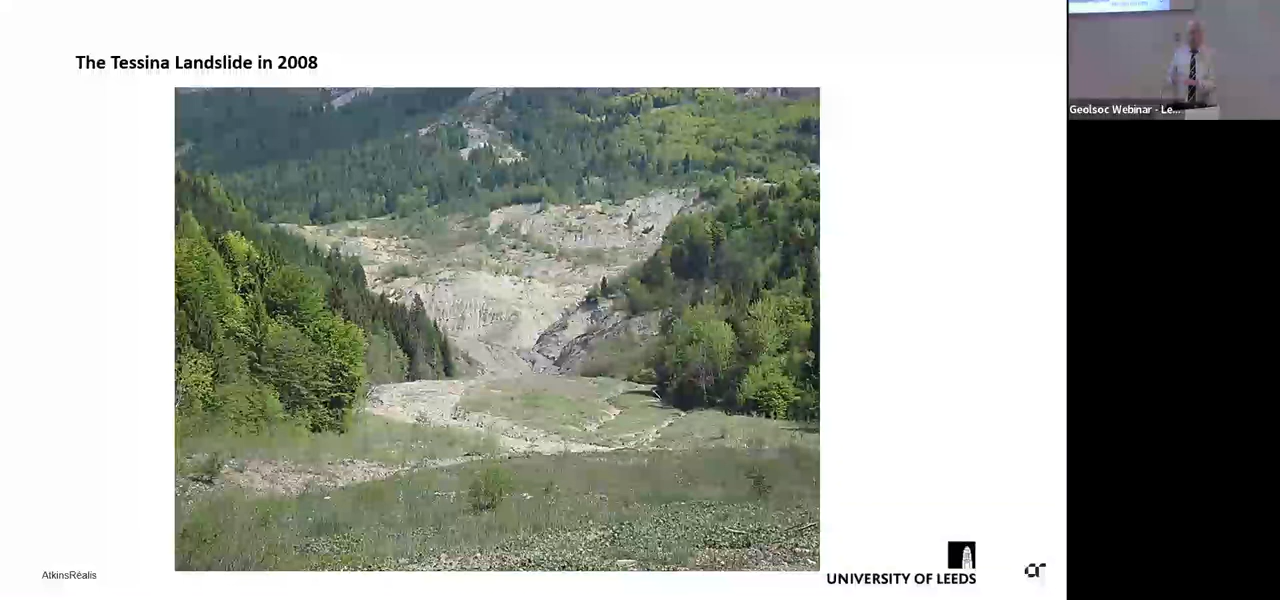 The Tessina Landslide in 2008
Geolsoc Webinar - Le...
AtkinsRéalis
UNIVERSITY OF LEEDS